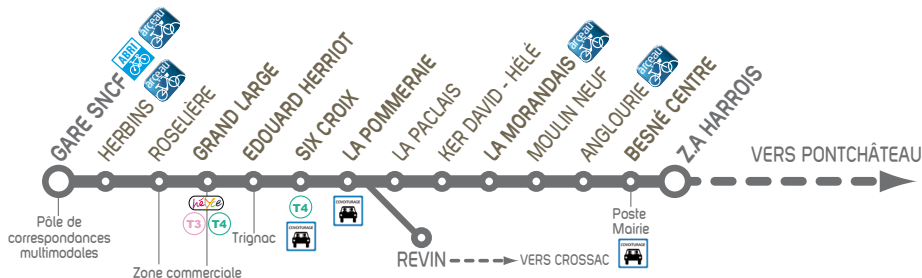 ABRI
arceau
arceau
arceau
arceau
GARE SNCF
HERBINS
ROSELIÈRE
GRAND LARGE
EDOUARD HERRIOT
SIX CROIX
LA POMMERAIE
LA PACLAIS
KER DAVID - HÉLÉ
LA MORANDAIS
MOULIN NEUF
ANGLOURIE
BESNÉ CENTRE
Z.A HARROIS
VERS PONTCHÂTEAU
Pôle de
correspondances
multimodales
Zone commerciale
hélyce
T3
T4
Trignac
T4
COVOITURAGE
COVOITURAGE
REVIN
VERS CROSSAC
Poste
Mairie
COVOITURAGE